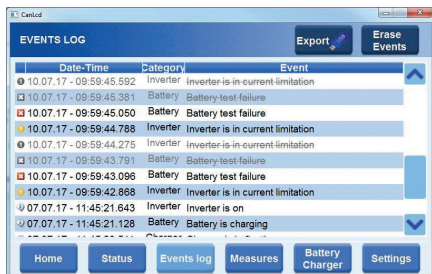 CanLcd
EVENTS LOG
Export
Erase Events
Date-Time Category Event
10.07.17 - 09:59:45.592 Inverter Inverter is in current limitation
10.07.17 - 09:59:45.381 Battery Battery test failure
10.07.17 - 09:59:45.050 Battery Battery test failure
10.07.17 - 09:59:44.788 Inverter Inverter is in current limitation
10.07.17 - 09:59:44.275 Inverter Inverter is in current limitation
10.07.17 - 09:59:43.791 Battery Battery test failure
10.07.17 - 09:59:43.096 Battery Battery test failure
10.07.17 - 09:59:42.868 Inverter Inverter is in current limitation
07.07.17 - 11:45:21.643 Inverter Inverter is on
07.07.17 - 11:45:21.128 Battery Battery is charging
Home Status Events log Measures Battery Charger Settings